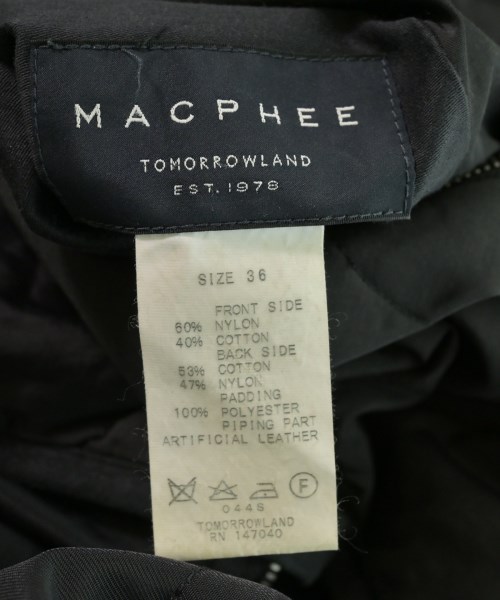 MACPHEE
TOMORROWLAND
EST. 1978
SIZE 36
FRONT SIDE
60% NYLON
40% COTTON
BACK SIDE
53% COTTON
47% NYLON
PADDING
100% POLYESTER
PIPING PART
ARTIFICIAL LEATHER
F
044S
TOMORROWLAND
RN 147040